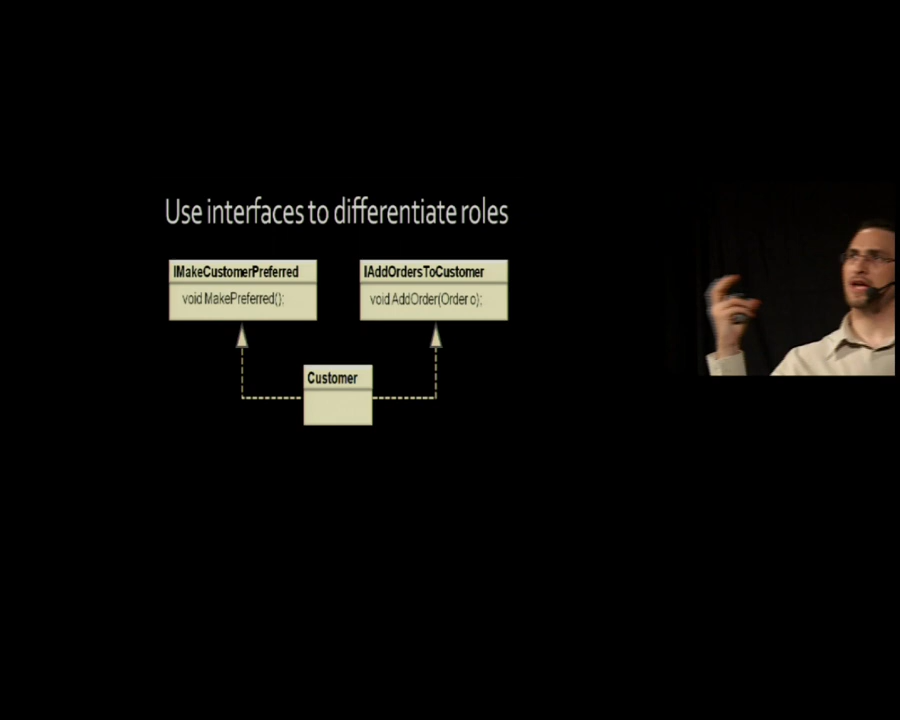 Use interfaces to differentiate roles
IMakeCustomerPreferred
void MakePreferred();
IAddOrdersToCustomer
void AddOrder(Order o);
Customer